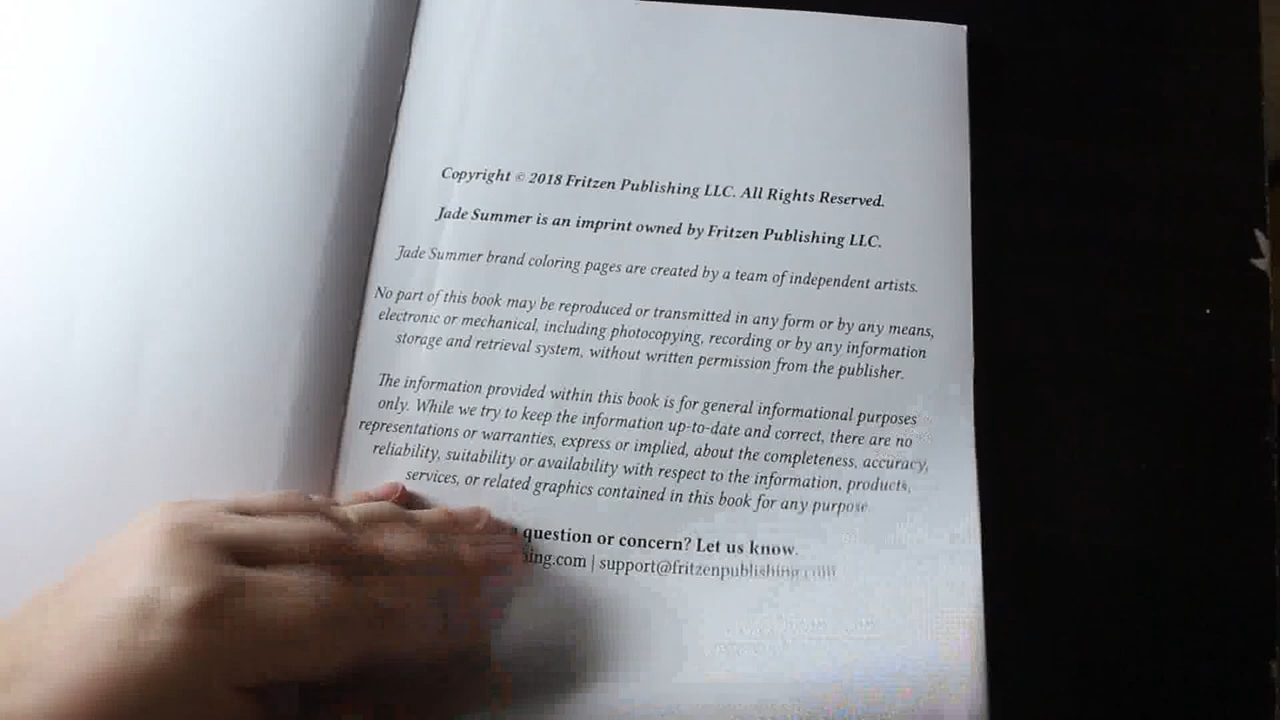 Copyright © 2018 Fritzen Publishing LLC. All Rights Reserved.
Jade Summer is an imprint owned by Fritzen Publishing LLC.
Jade Summer brand coloring pages are created by a team of independent artists.
No part of this book may be reproduced or transmitted in any form or by any means,
electronic or mechanical, including photocopying, recording or by any information
storage and retrieval system, without written permission from the publisher.
The information provided within this book is for general informational purposes
only. While we try to keep the information up-to-date and correct, there are no
representations or warranties, express or implied, about the completeness, accuracy,
reliability, suitability or availability with respect to the information, products,
services, or related graphics contained in this book for any purpose
question or concern? Let us know.
hing.com | support@fritzenpublishing.com